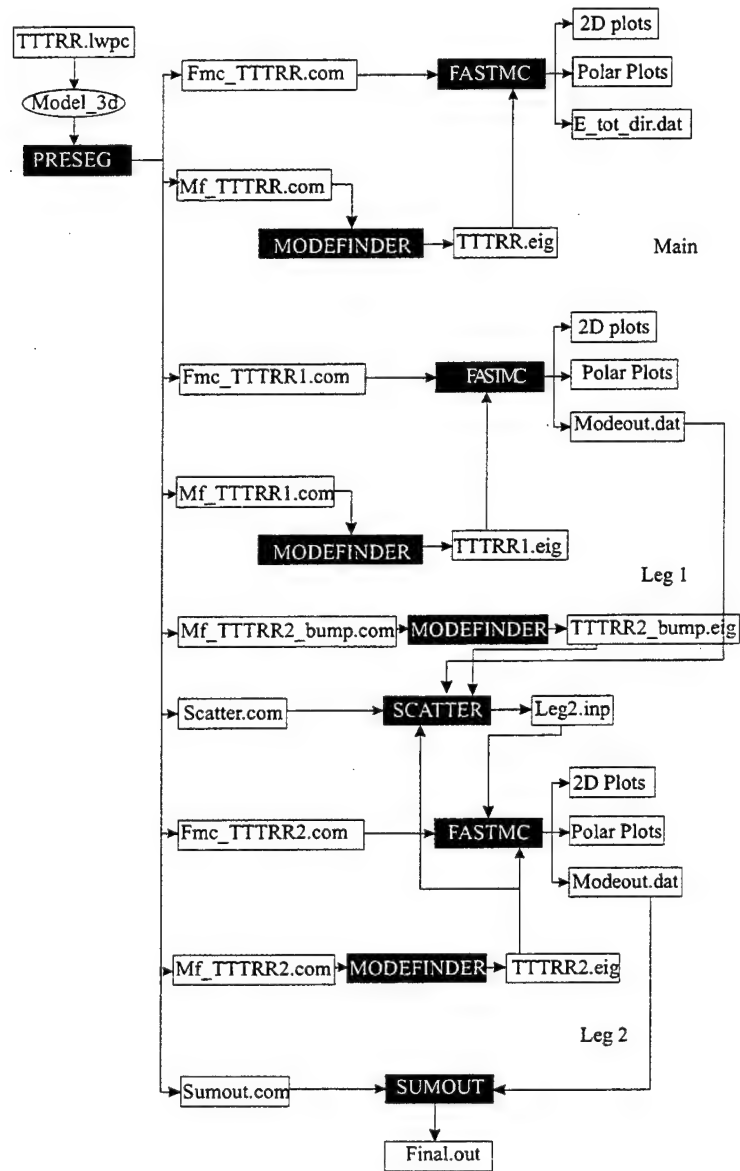 TTTRR.lwpc
Model_3d
PRESEG
Fmc_TTTRR.com
FASTMC
2D plots
Polar Plots
E_tot_dir.dat
Mf_TTTRR.com
MODEFINDER
TTTRR.eig
Main
Fmc_TTTRR1.com
FASTMC
2D plots
Polar Plots
Modeout.dat
Mf_TTTRR1.com
MODEFINDER
TTTRR1.eig
Leg 1
Mf_TTTRR2_bump.com
MODEFINDER
TTTRR2_bump.eig
Scatter.com
SCATTER
Leg2.inp
Fmc_TTTRR2.com
FASTMC
2D Plots
Polar Plots
Modeout.dat
Mf_TTTRR2.com
MODEFINDER
TTTRR2.eig
Leg 2
Sumout.com
SUMOUT
Final.out